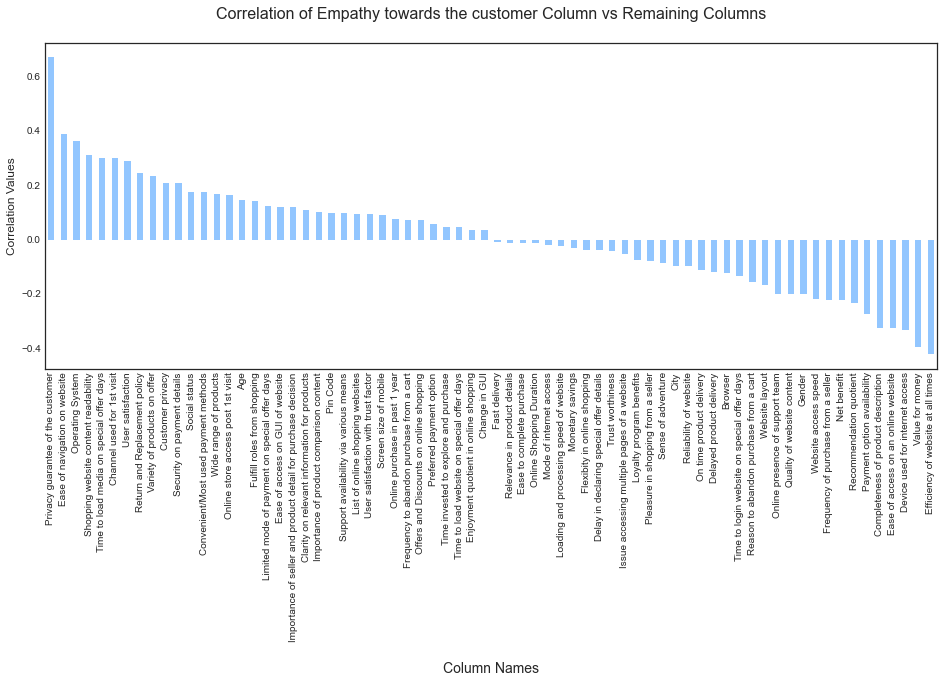 Correlation of Empathy towards the customer Column vs Remaining Columns
Correlation Values
0.6
0.4
0.2
0.0
−0.2
−0.4
Privacy guarantee of the customer
Ease of navigation on website
Operating System
Shopping website content readability
Time to load media on special offer days
Channel used for 1st visit
User satisfaction
Return and Replacement policy
Variety of products on offer
Customer privacy
Security on payment details
Social status
Convenient/Most used payment methods
Wide range of products
Online store access post 1st visit
Age
Fulfill roles from shopping
Limited mode of payment on special offer days
Ease of access on GUI of website
Importance of seller and product detail for purchase decision
Clarity on relevant information for products
Importance of product comparison content
Pin Code
Support availability via various means
List of online shopping websites
User satisfaction with trust factor
Screen size of mobile
Online purchase in past 1 year
Frequency to abandon purchase from a cart
Offers and Discounts on online shopping
Preferred payment option
Time invested to explore and purchase
Time to load website on special offer days
Enjoyment quotient in online shopping
Change in GUI
Fast delivery
Relevance in product details
Ease to complete purchase
Online Shopping Duration
Mode of internet access
Loading and processing speed on website
Monetary savings
Flexibity in online shopping
Delay in declaring special offer details
Trust worthiness
Issue accessing multiple pages of a website
Loyalty program benefits
Pleasure in shopping from a seller
Sense of adventure
City
Reliability of website
On time product delivery
Delayed product delivery
Browser
Time to login website on special offer days
Reason to abandon purchase from a cart
Website layout
Online presence of support team
Quality of website content
Gender
Website access speed
Frequency of purchase from a seller
Net benefit
Recommendation quotient
Payment option availability
Completeness of product description
Ease of access on an online website
Device used for internet access
Value for money
Efficiency of website at all times
Column Names